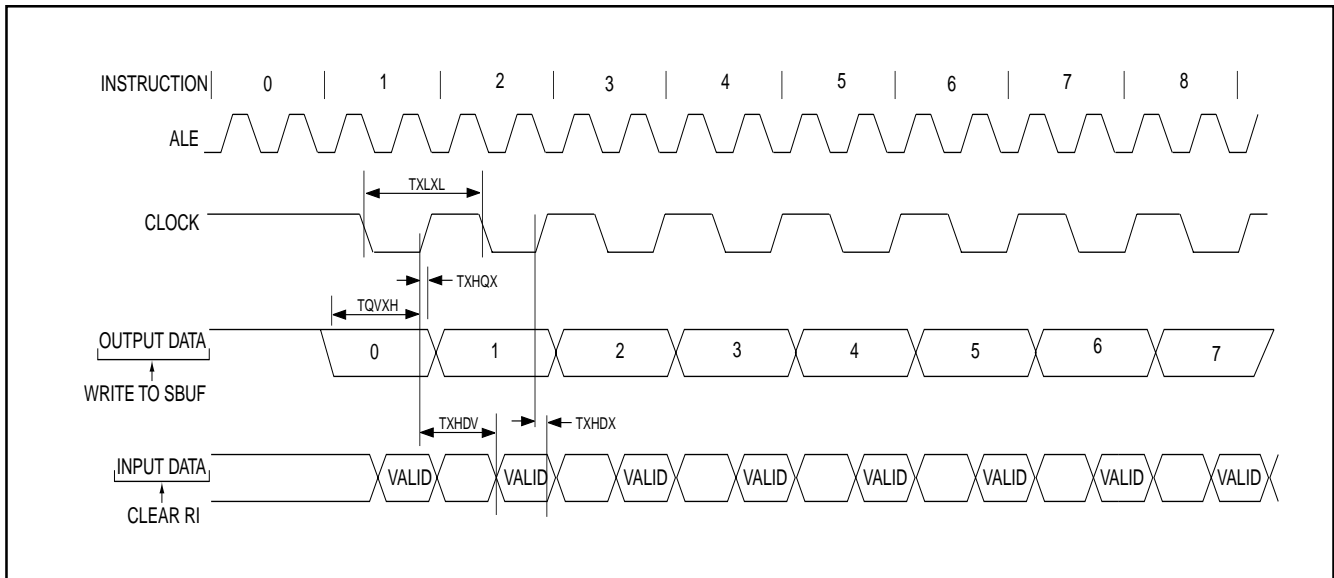 INSTRUCTION 0 1 2 3 4 5 6 7 8
ALE
TXLXL
CLOCK
TXHQX
TQVXH
OUTPUT DATA 0 1 2 3 4 5 6 7
WRITE TO SBUF
TXHDV TXHDX
INPUT DATA VALID VALID VALID VALID VALID VALID VALID VALID
CLEAR RI